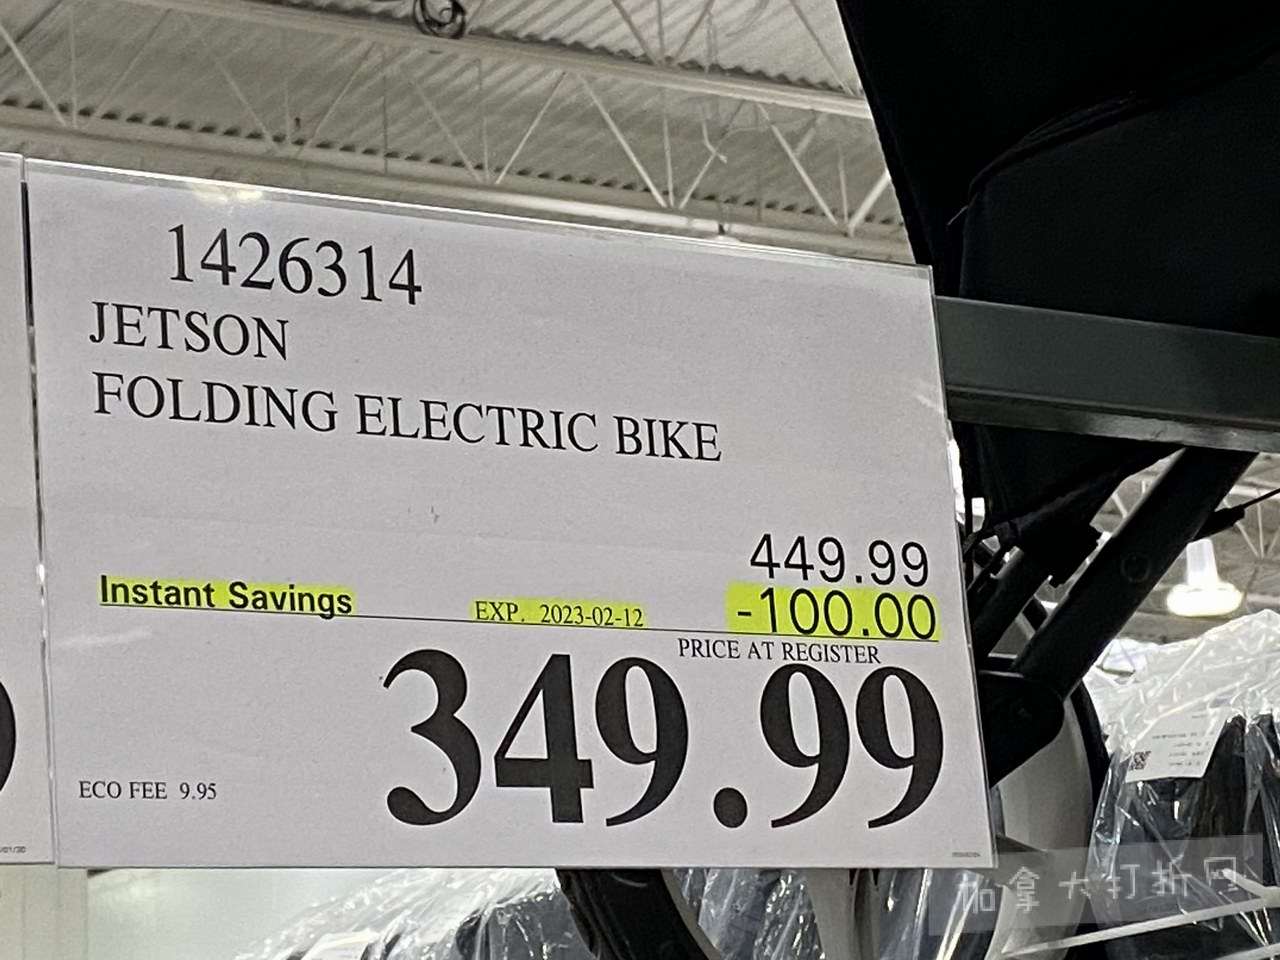 1426314
JETSON
FOLDING ELECTRIC BIKE
449.99
Instant Savings EXP. 2023-02-12 -100.00
PRICE AT REGISTER
349.99
ECO FEE 9.95
加拿大打折网